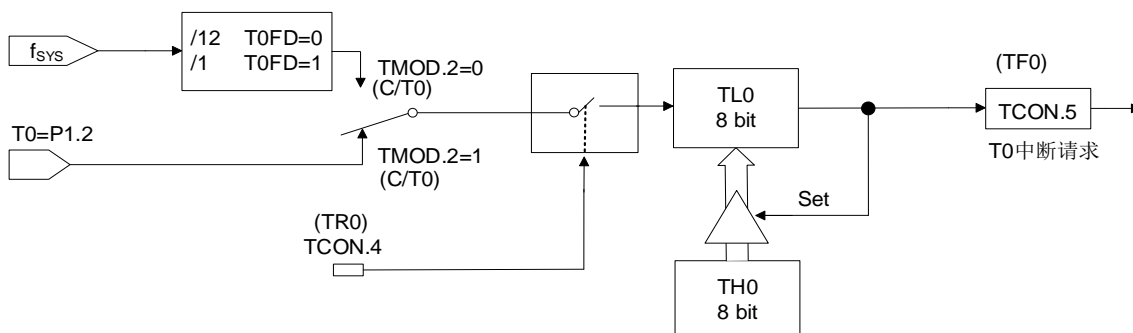 f_SYS
/12 T0FD=0
/1 T0FD=1
TMOD.2=0
(C/T0)
T0=P1.2
TMOD.2=1
(C/T0)
(TR0)
TCON.4
TL0
8 bit
Set
TH0
8 bit
(TF0)
TCON.5
T0中断请求